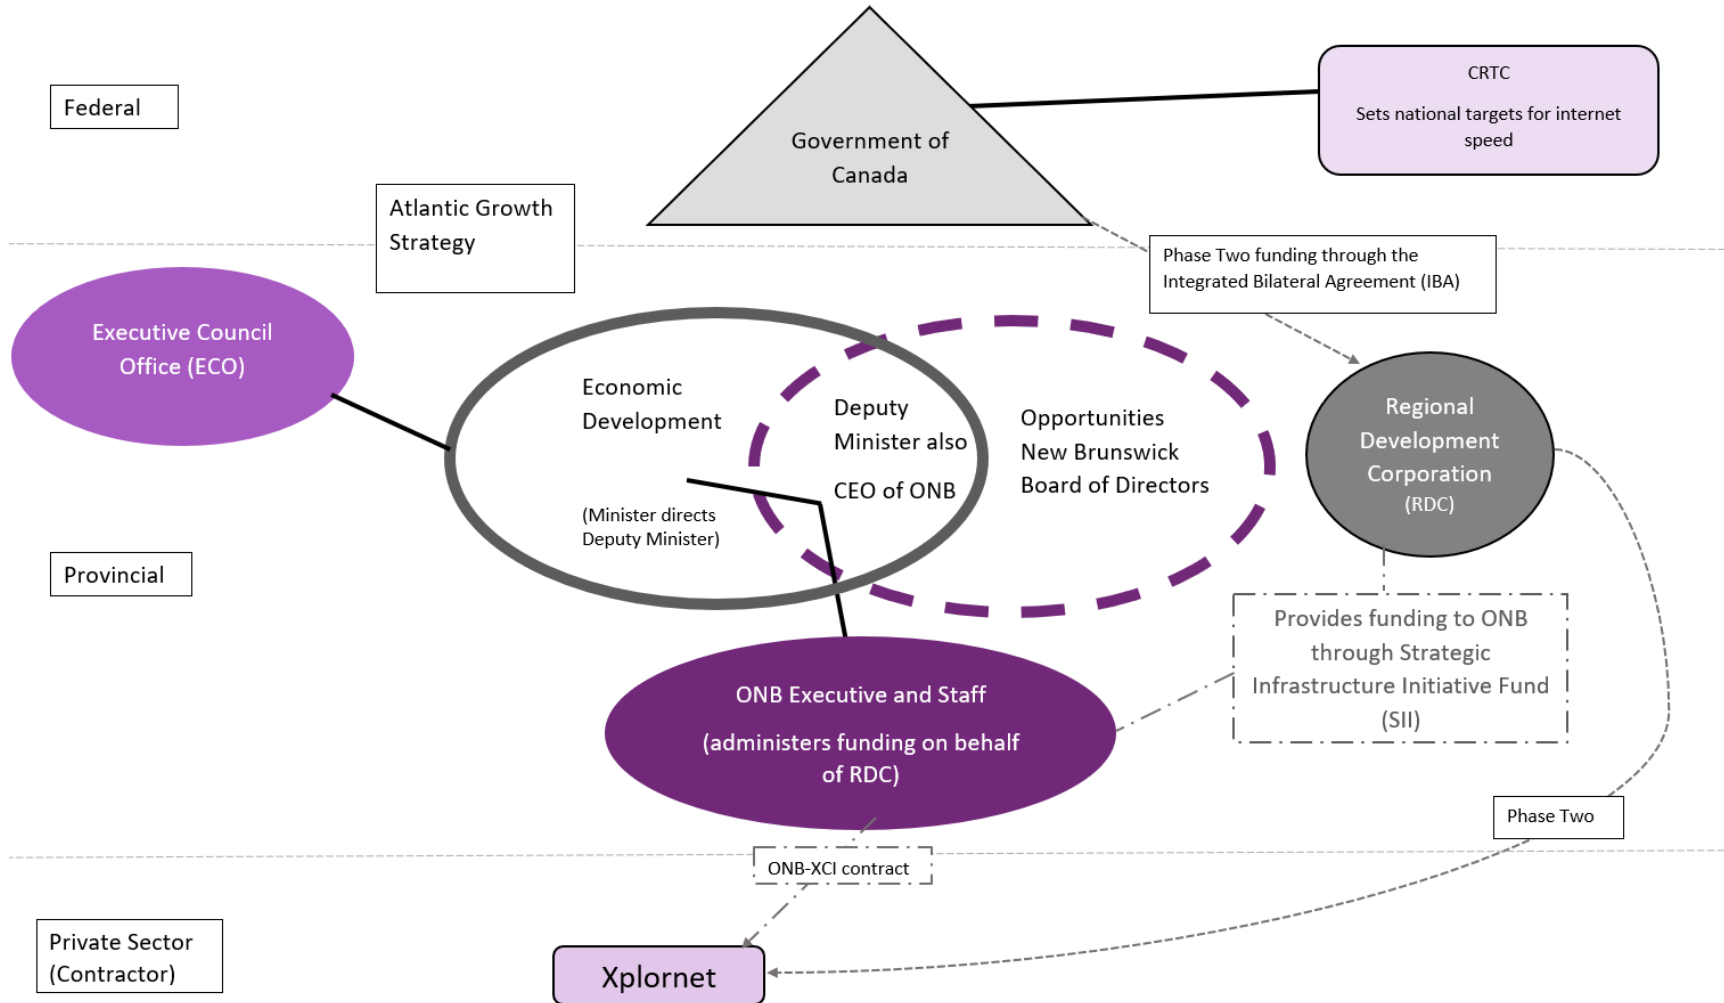 CRTC
Sets national targets for internet
speed
Federal
Government of
Canada
Atlantic Growth
Strategy
Phase Two funding through the
Integrated Bilateral Agreement (IBA)
Executive Council
Office (ECO)
Economic
Development
(Minister directs
Deputy Minister)
Deputy
Minister also
CEO of ONB
Opportunities
New Brunswick
Board of Directors
Regional
Development
Corporation
(RDC)
Provincial
Provides funding to ONB
through Strategic
Infrastructure Initiative Fund
(SII)
ONB Executive and Staff
(administers funding on behalf
of RDC)
Phase Two
ONB-XCI contract
Private Sector
(Contractor)
Xplornet